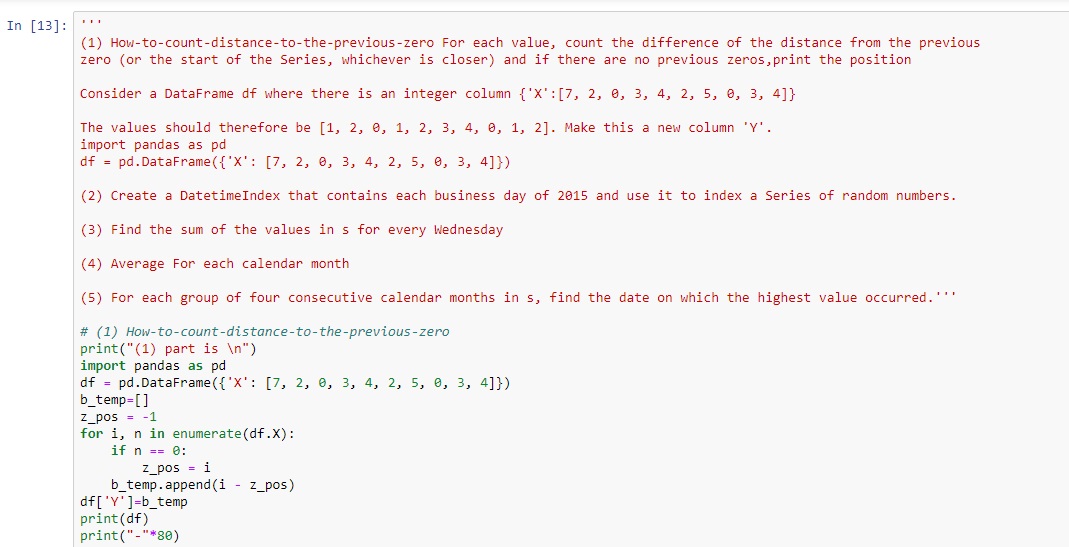 In [13]: '''
(1) How-to-count-distance-to-the-previous-zero For each value, count the difference of the distance from the previous
zero (or the start of the Series, whichever is closer) and if there are no previous zeros,print the position

Consider a DataFrame df where there is an integer column {'X':[7, 2, 0, 3, 4, 2, 5, 0, 3, 4]}

The values should therefore be [1, 2, 0, 1, 2, 3, 4, 0, 1, 2]. Make this a new column 'Y'.
import pandas as pd
df = pd.DataFrame({'X': [7, 2, 0, 3, 4, 2, 5, 0, 3, 4]})

(2) Create a DatetimeIndex that contains each business day of 2015 and use it to index a Series of random numbers.

(3) Find the sum of the values in s for every Wednesday

(4) Average For each calendar month

(5) For each group of four consecutive calendar months in s, find the date on which the highest value occurred.'''

# (1) How-to-count-distance-to-the-previous-zero
print("(1) part is \n")
import pandas as pd
df = pd.DataFrame({'X': [7, 2, 0, 3, 4, 2, 5, 0, 3, 4]})
b_temp=[]
z_pos = -1
for i, n in enumerate(df.X):
    if n == 0:
        z_pos = i
    b_temp.append(i - z_pos)
df['Y']=b_temp
print(df)
print("-"*80)